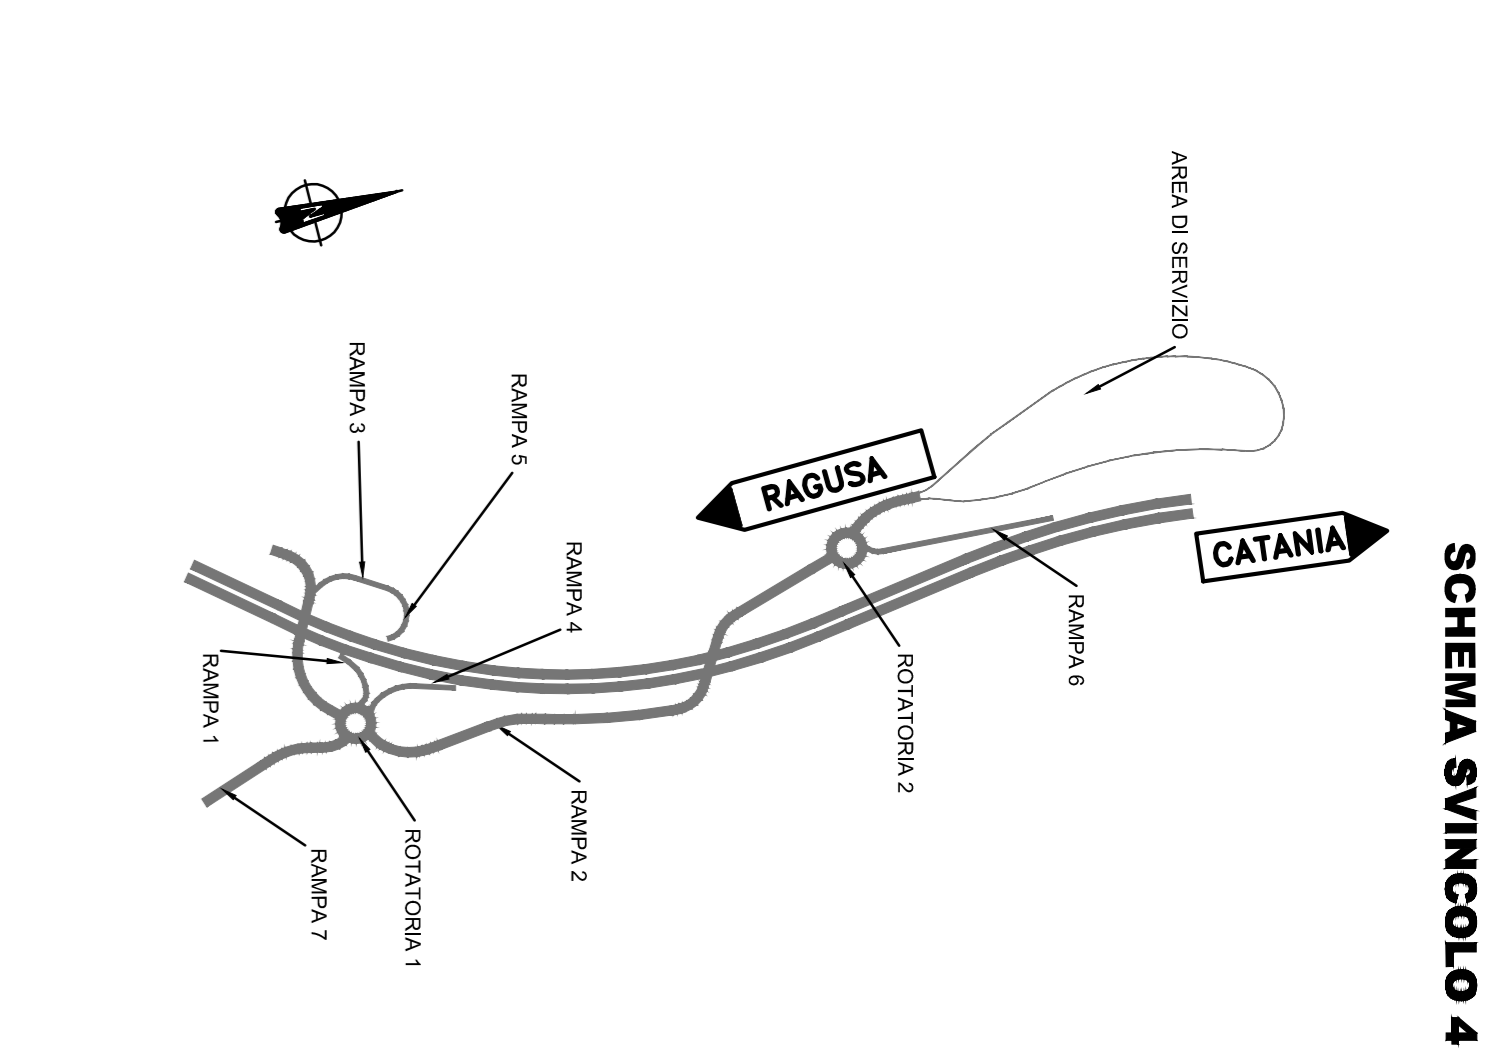 SCHEMA SVINCOLO 4
AREA DI SERVIZIO
CATANIA
RAGUSA
RAMPA 6
ROTATORIA 2
RAMPA 4
RAMPA 2
RAMPA 5
RAMPA 3
ROTATORIA 1
RAMPA 7
RAMPA 1
N